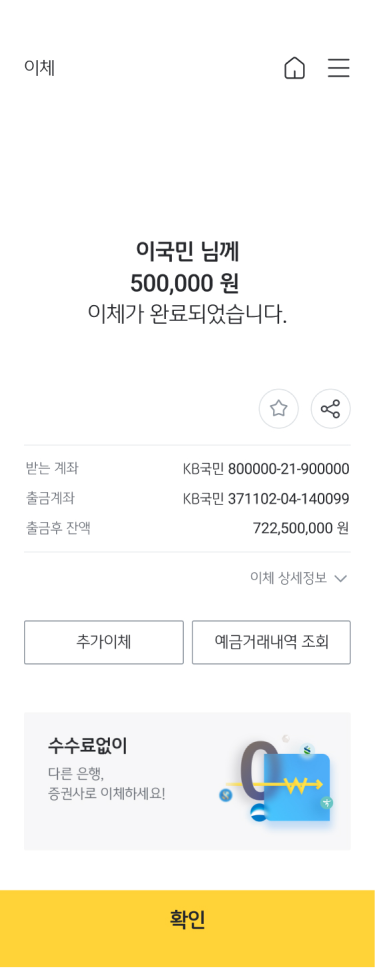 이체
이국민 님께
500,000 원
이체가 완료되었습니다.
받는 계좌 KB국민 800000-21-900000
출금계좌 KB국민 371102-04-140099
출금후 잔액 722,500,000 원
이체 상세정보
추가이체 예금거래내역 조회
수수료없이
다른 은행,
증권사로 이체하세요!
0
₩
$
확인